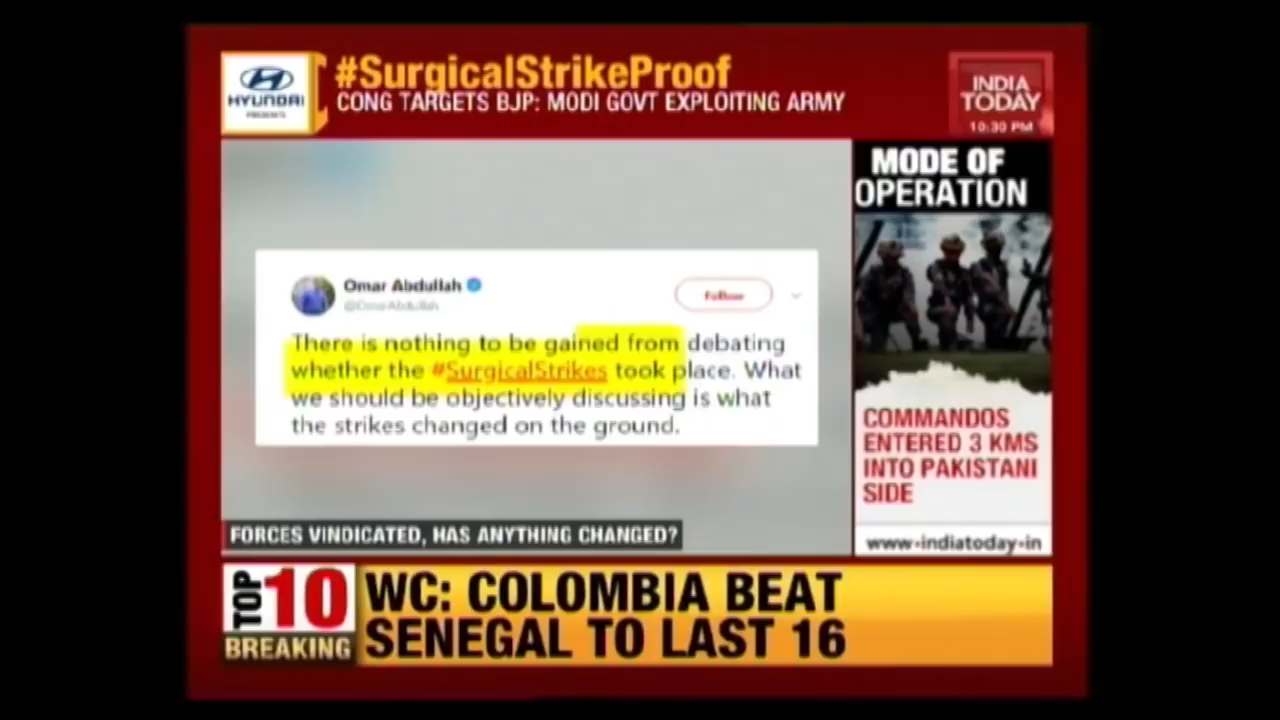 HYUNDAI
PRESENTS
#SurgicalStrikeProof
CONG TARGETS BJP: MODI GOVT EXPLOITING ARMY
INDIA
TODAY
10:30 PM
Omar Abdullah
@OmarAbdullah
Follow
There is nothing to be gained from debating
whether the #SurgicalStrikes took place. What
we should be objectively discussing is what
the strikes changed on the ground.
MODE OF
OPERATION
COMMANDOS
ENTERED 3 KMS
INTO PAKISTANI
SIDE
www.indiatoday.in
FORCES VINDICATED, HAS ANYTHING CHANGED?
TOP 10
BREAKING
WC: COLOMBIA BEAT
SENEGAL TO LAST 16